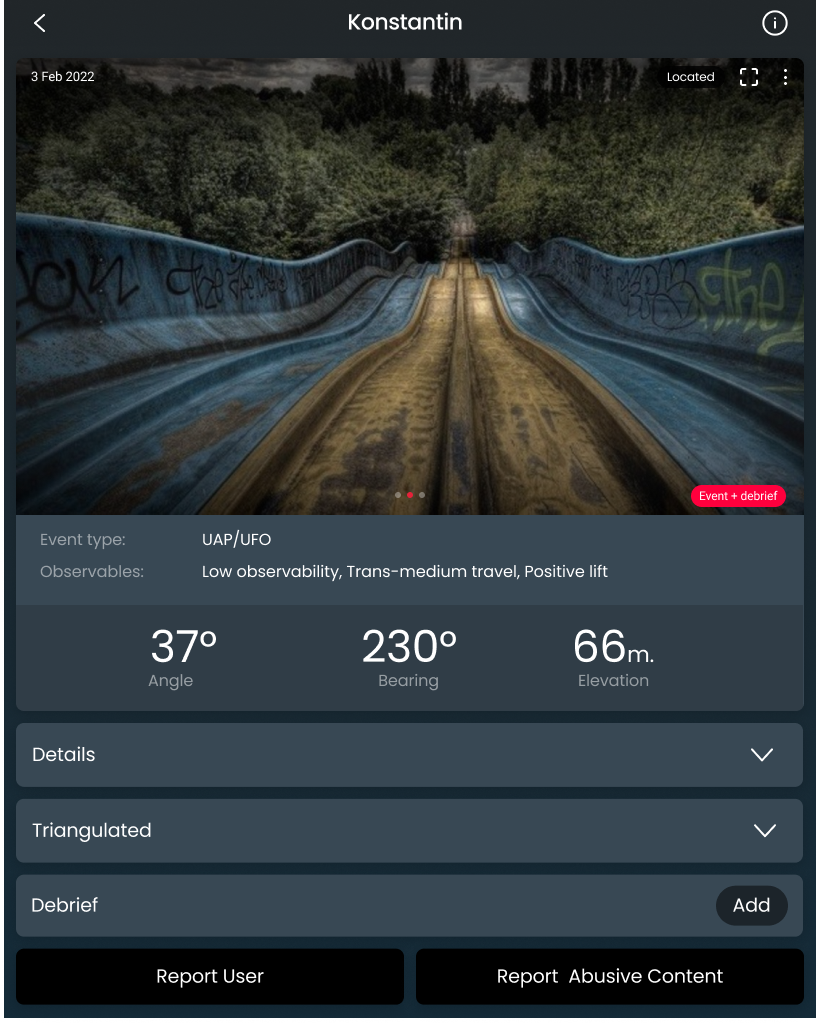 Konstantin
3 Feb 2022
Located
The
Event + debrief
Event type: UAP/UFO
Observables: Low observability, Trans-medium travel, Positive lift
37° 230° 66m.
Angle Bearing Elevation
Details
Triangulated
Debrief Add
Report User Report Abusive Content